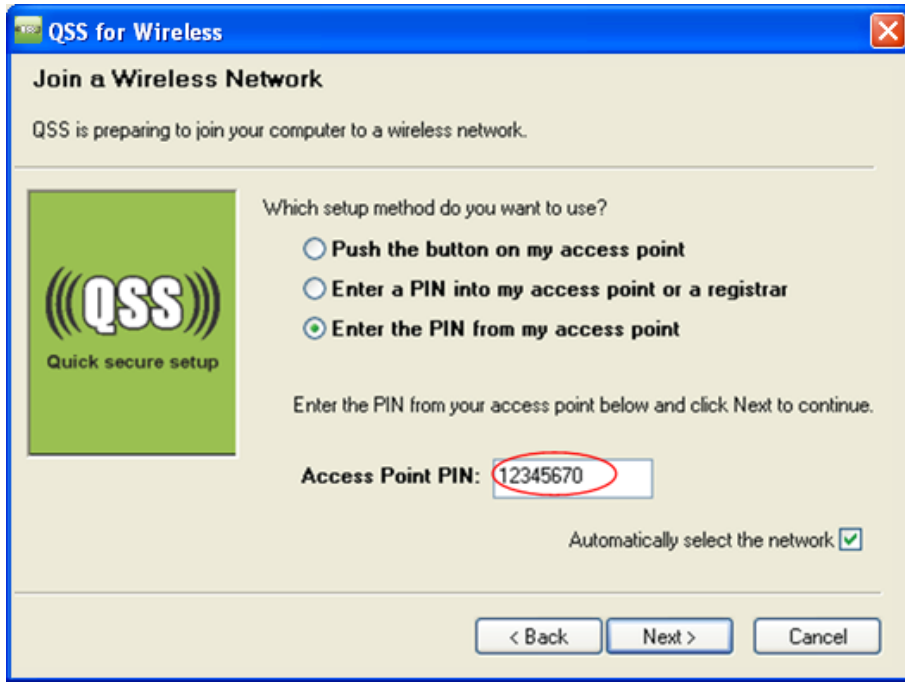 QSS for Wireless
Join a Wireless Network
QSS is preparing to join your computer to a wireless network.
Which setup method do you want to use?
Push the button on my access point
Enter a PIN into my access point or a registrar
Enter the PIN from my access point
(((QSS)))
Quick secure setup
Enter the PIN from your access point below and click Next to continue.
Access Point PIN: 12345670
Automatically select the network
< Back Next > Cancel